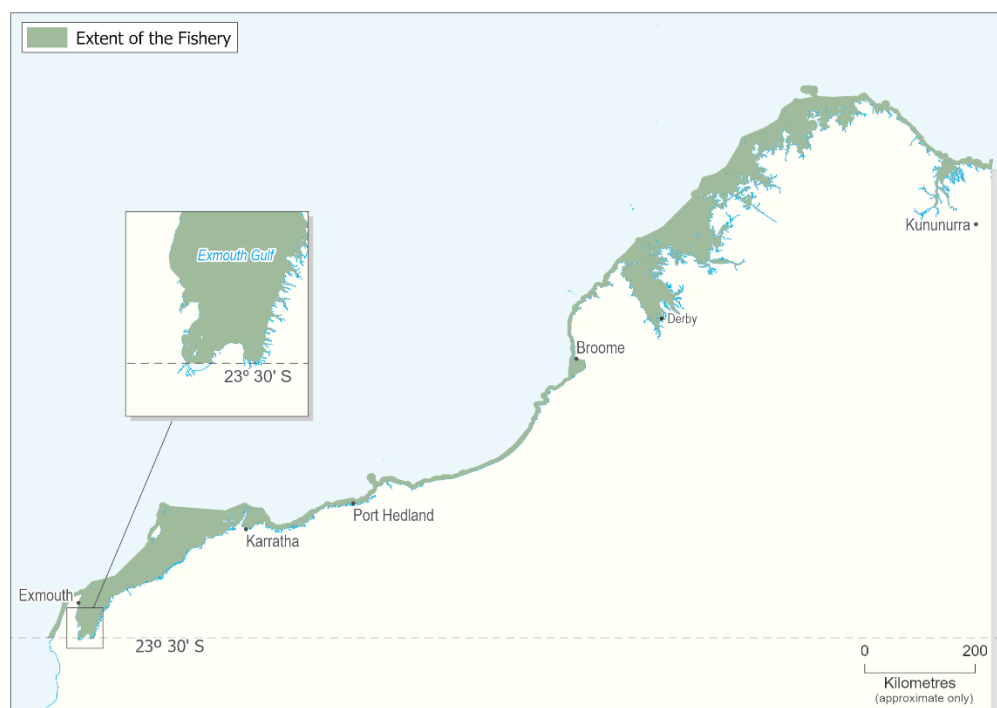 Extent of the Fishery
Kununurra
Exmouth Gulf
Derby
Broome
23º 30' S
Port Hedland
Karratha
Exmouth
23º 30' S
0 200
Kilometres
(approximate only)